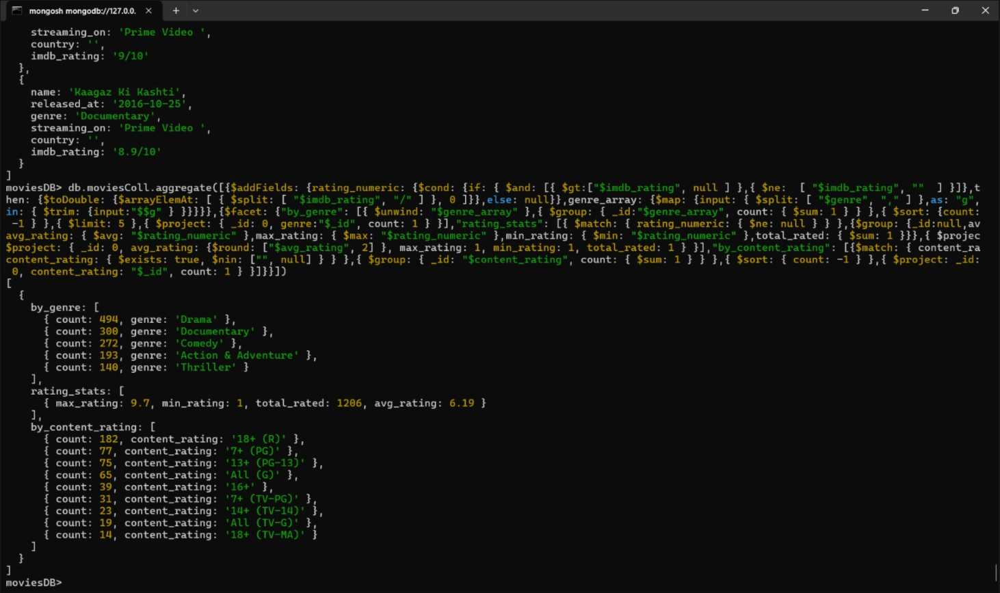 mongosh mongodb://127.0.0.
streaming_on: 'Prime Video ',
country: '',
imdb_rating: '9/10'
},
{
name: 'Kaagaz Ki Kashti',
released_at: '2016-10-25',
genre: 'Documentary',
streaming_on: 'Prime Video ',
country: '',
imdb_rating: '8.9/10'
}
]
moviesDB> db.moviesColl.aggregate([{$addFields: {rating_numeric: {$cond: {if: { $and: [{ $gt:["$imdb_rating", null ] },{ $ne:  [ "$imdb_rating", ""  ] }]},t
hen: {$toDouble: {$arrayElemAt: [ { $split: [ "$imdb_rating", "/" ] }, 0 ]}},else: null}},genre_array: {$map: {input: { $split: [ "$genre", "," ] },as: "g",
in: { $trim: {input:"$$g" } }}}}},{$facet: {"by_genre": [{ $unwind: "$genre_array" },{ $group: { _id:"$genre_array", count: { $sum: 1 } } },{ $sort: {count:
-1 } },{ $limit: 5 },{ $project: { _id: 0, genre:"$_id", count: 1 } }],"rating_stats": [{ $match: { rating_numeric: { $ne: null } } },{$group: {_id:null,av
avg_rating: { $avg: "$rating_numeric" },max_rating: { $max: "$rating_numeric" },min_rating: { $min: "$rating_numeric" },total_rated: { $sum: 1 }}},{ $projec
$project: { _id: 0, avg_rating: {$round: ["$avg_rating", 2] }, max_rating: 1, min_rating: 1, total_rated: 1 } }],"by_content_rating": [{$match: { content_ra
content_rating: { $exists: true, $nin: ["", null] } } },{ $group: { _id: "$content_rating", count: { $sum: 1 } } },{ $sort: { count: -1 } },{ $project: _id:
0, content_rating: "$_id", count: 1 } }]}}])
[
{
by_genre: [
{ count: 494, genre: 'Drama' },
{ count: 300, genre: 'Documentary' },
{ count: 272, genre: 'Comedy' },
{ count: 193, genre: 'Action & Adventure' },
{ count: 140, genre: 'Thriller' }
],
rating_stats: [
{ max_rating: 9.7, min_rating: 1, total_rated: 1206, avg_rating: 6.19 }
],
by_content_rating: [
{ count: 182, content_rating: '18+ (R)' },
{ count: 77, content_rating: '7+ (PG)' },
{ count: 75, content_rating: '13+ (PG-13)' },
{ count: 65, content_rating: 'All (G)' },
{ count: 39, content_rating: '16+' },
{ count: 31, content_rating: '7+ (TV-PG)' },
{ count: 23, content_rating: '14+ (TV-14)' },
{ count: 19, content_rating: 'All (TV-G)' },
{ count: 14, content_rating: '18+ (TV-MA)' }
]
}
]
moviesDB>